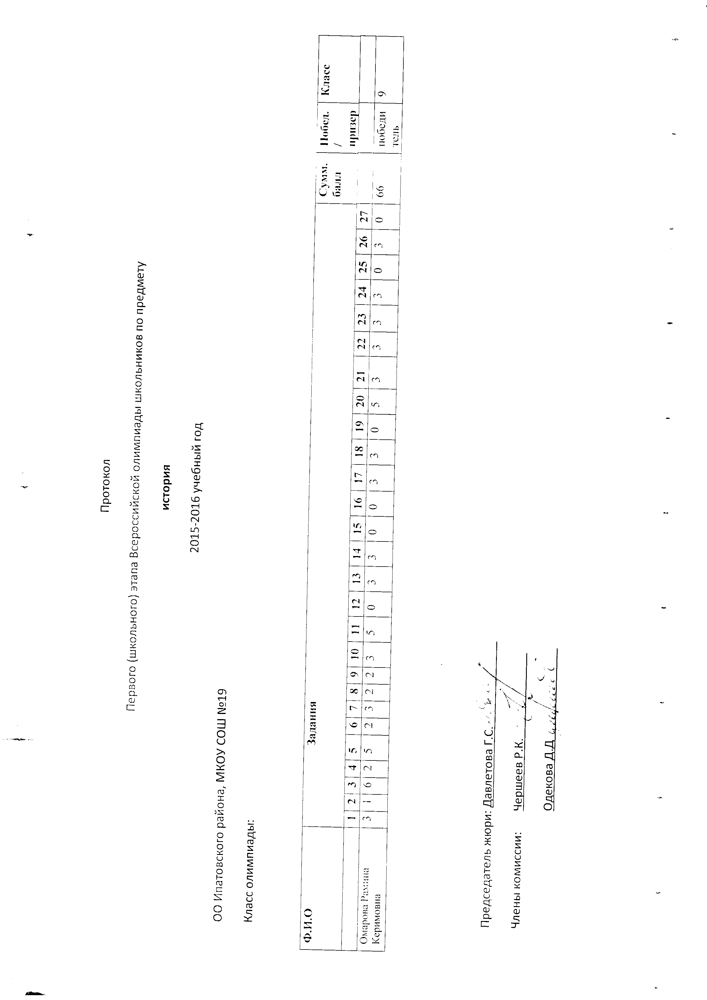 Протокол
Первого (школьного) этапа Всероссийской олимпиады школьников по предмету
история
2015-2016 учебный год
ОО Ипатовского района, МКОУ СОШ №19
Класс олимпиады:
Ф.И.О Задания Сумм. балл Побед. / призер Класс
1 2 3 4 5 6 7 8 9 10 11 12 13 14 15 16 17 18 19 20 21 22 23 24 25 26 27
Омарова Рамина Керимовна 3 1 6 2 5 2 3 2 2 3 5 0 3 3 0 0 3 3 0 5 3 3 3 3 0 3 0 66 победи тель 9
Председатель жюри: Давлетова Г.С.
Члены комиссии: Чершеев Р.К.
Одекова Д.Д